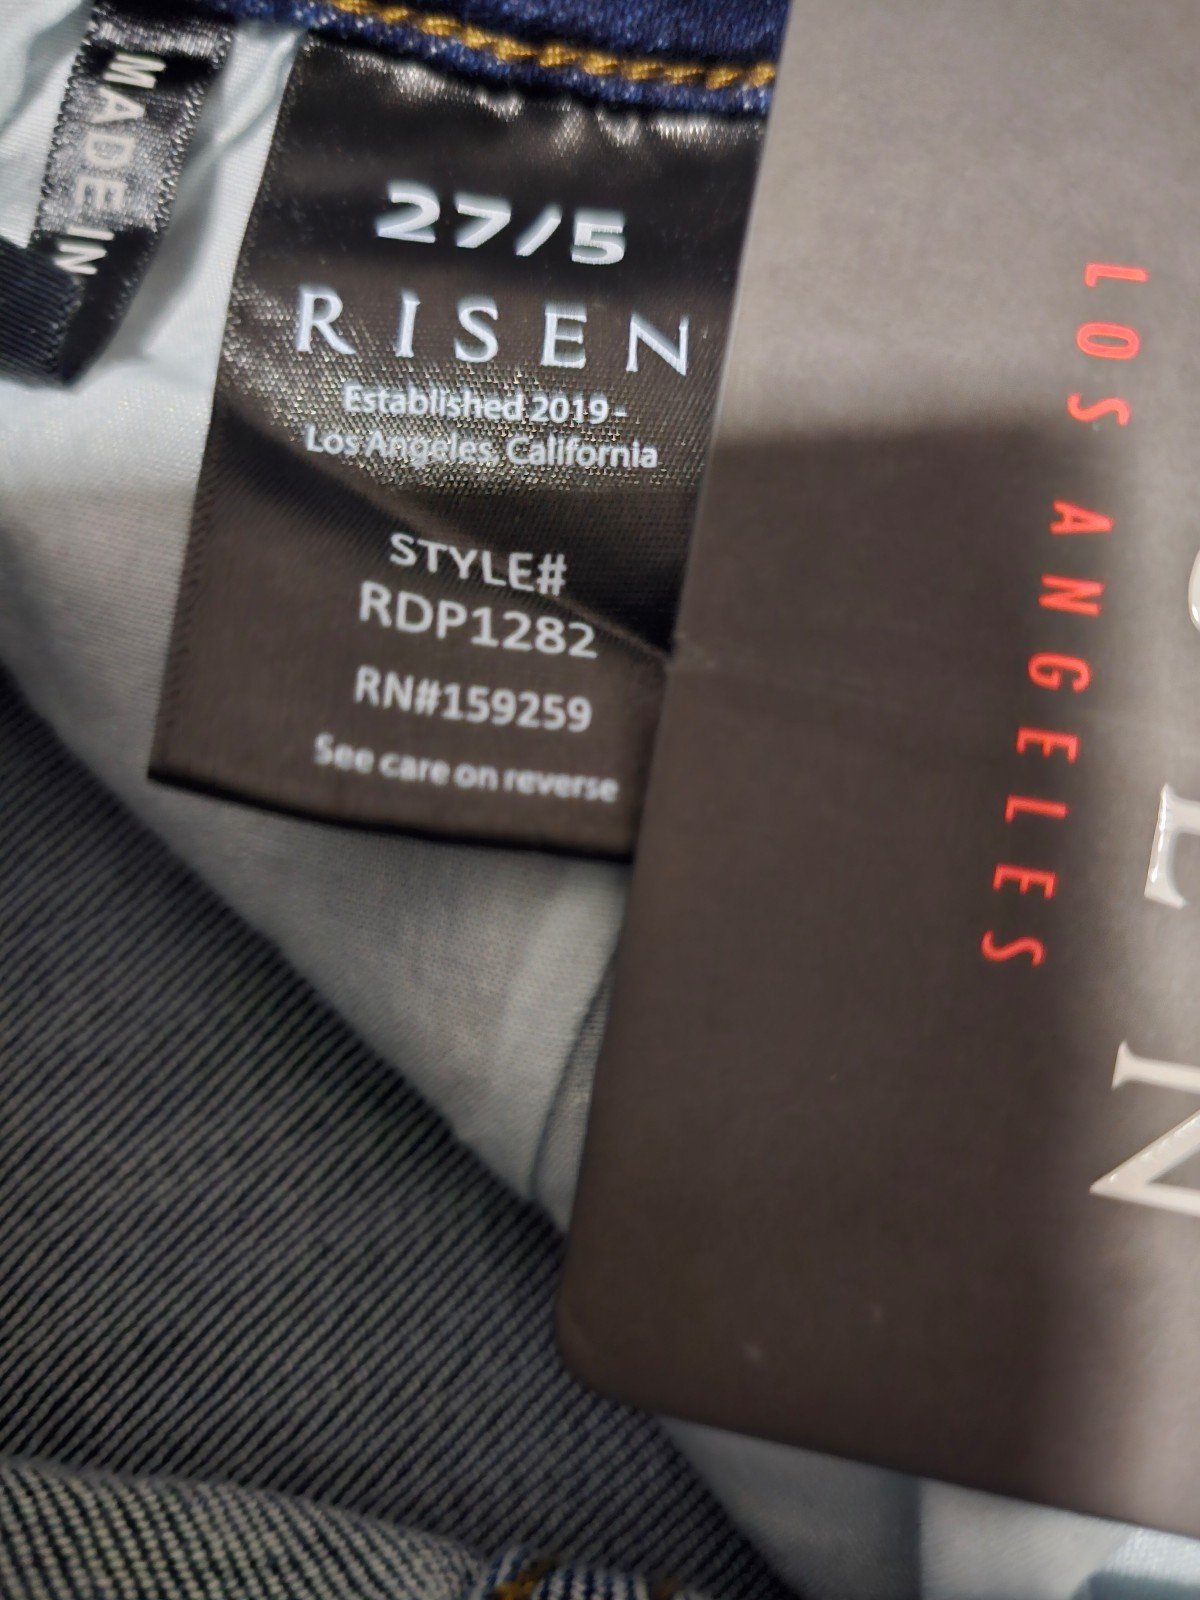 MADE IN
27/5
RISEN
Established 2019 -
Los Angeles, California
STYLE#
RDP1282
RN#159259
See care on reverse
LOS ANGELES
SEN